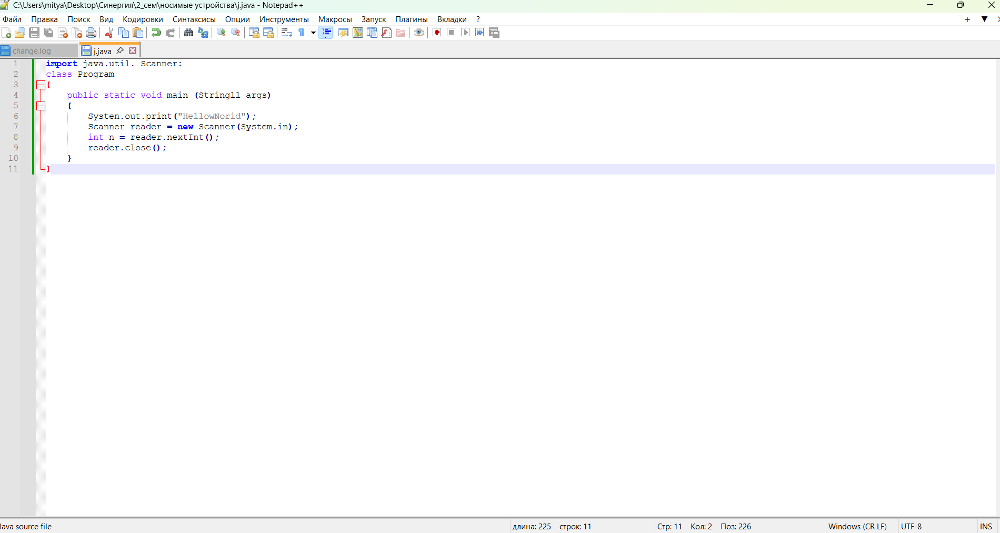 C:\Users\mitya\Desktop\Синергия\2_сем\носимые устройства\j.java - Notepad++
Файл Правка Поиск Вид Кодировки Синтаксисы Опции Инструменты Макросы Запуск Плагины Вкладки ?
change.log j.java
1 import java.util. Scanner:
2 class Program
3 {
4 public static void main (Stringll args)
5 {
6 Systen.out.print("HellowNorid");
7 Scanner reader = new Scanner(System.in);
8 int n = reader.nextInt();
9 reader.close();
10 }
11 }
Java source file длина: 225 строк: 11 Стр: 11 Кол: 2 Поз: 226 Windows (CR LF) UTF-8 INS